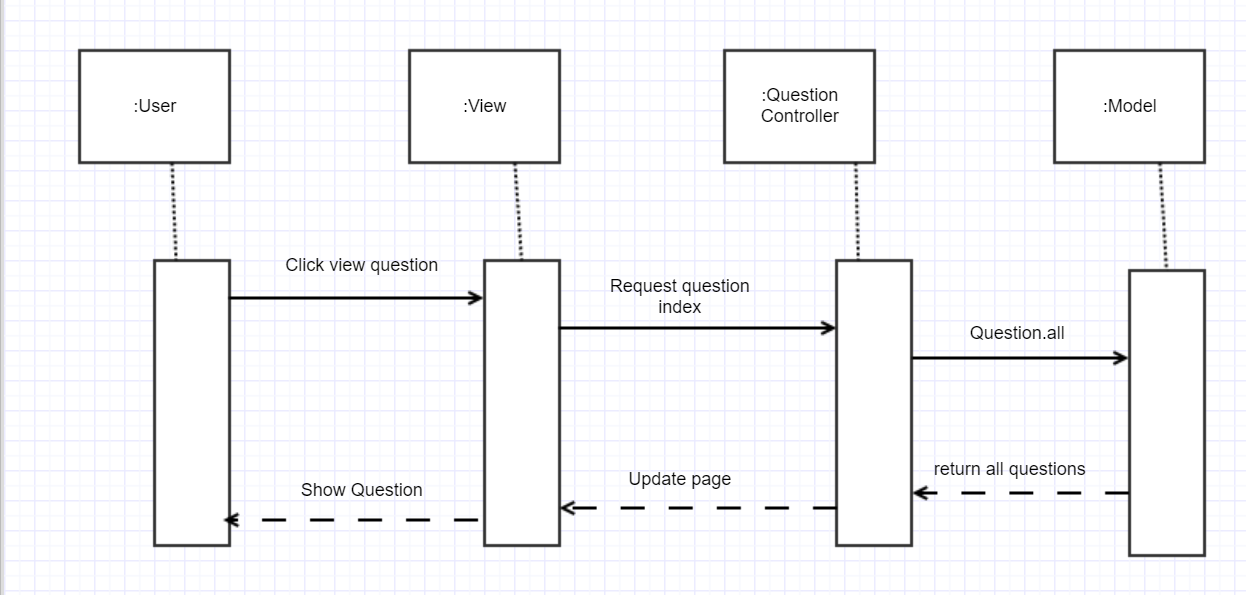 :User
:View
:Question
Controller
:Model
Click view question
Request question
index
Question.all
return all questions
Update page
Show Question